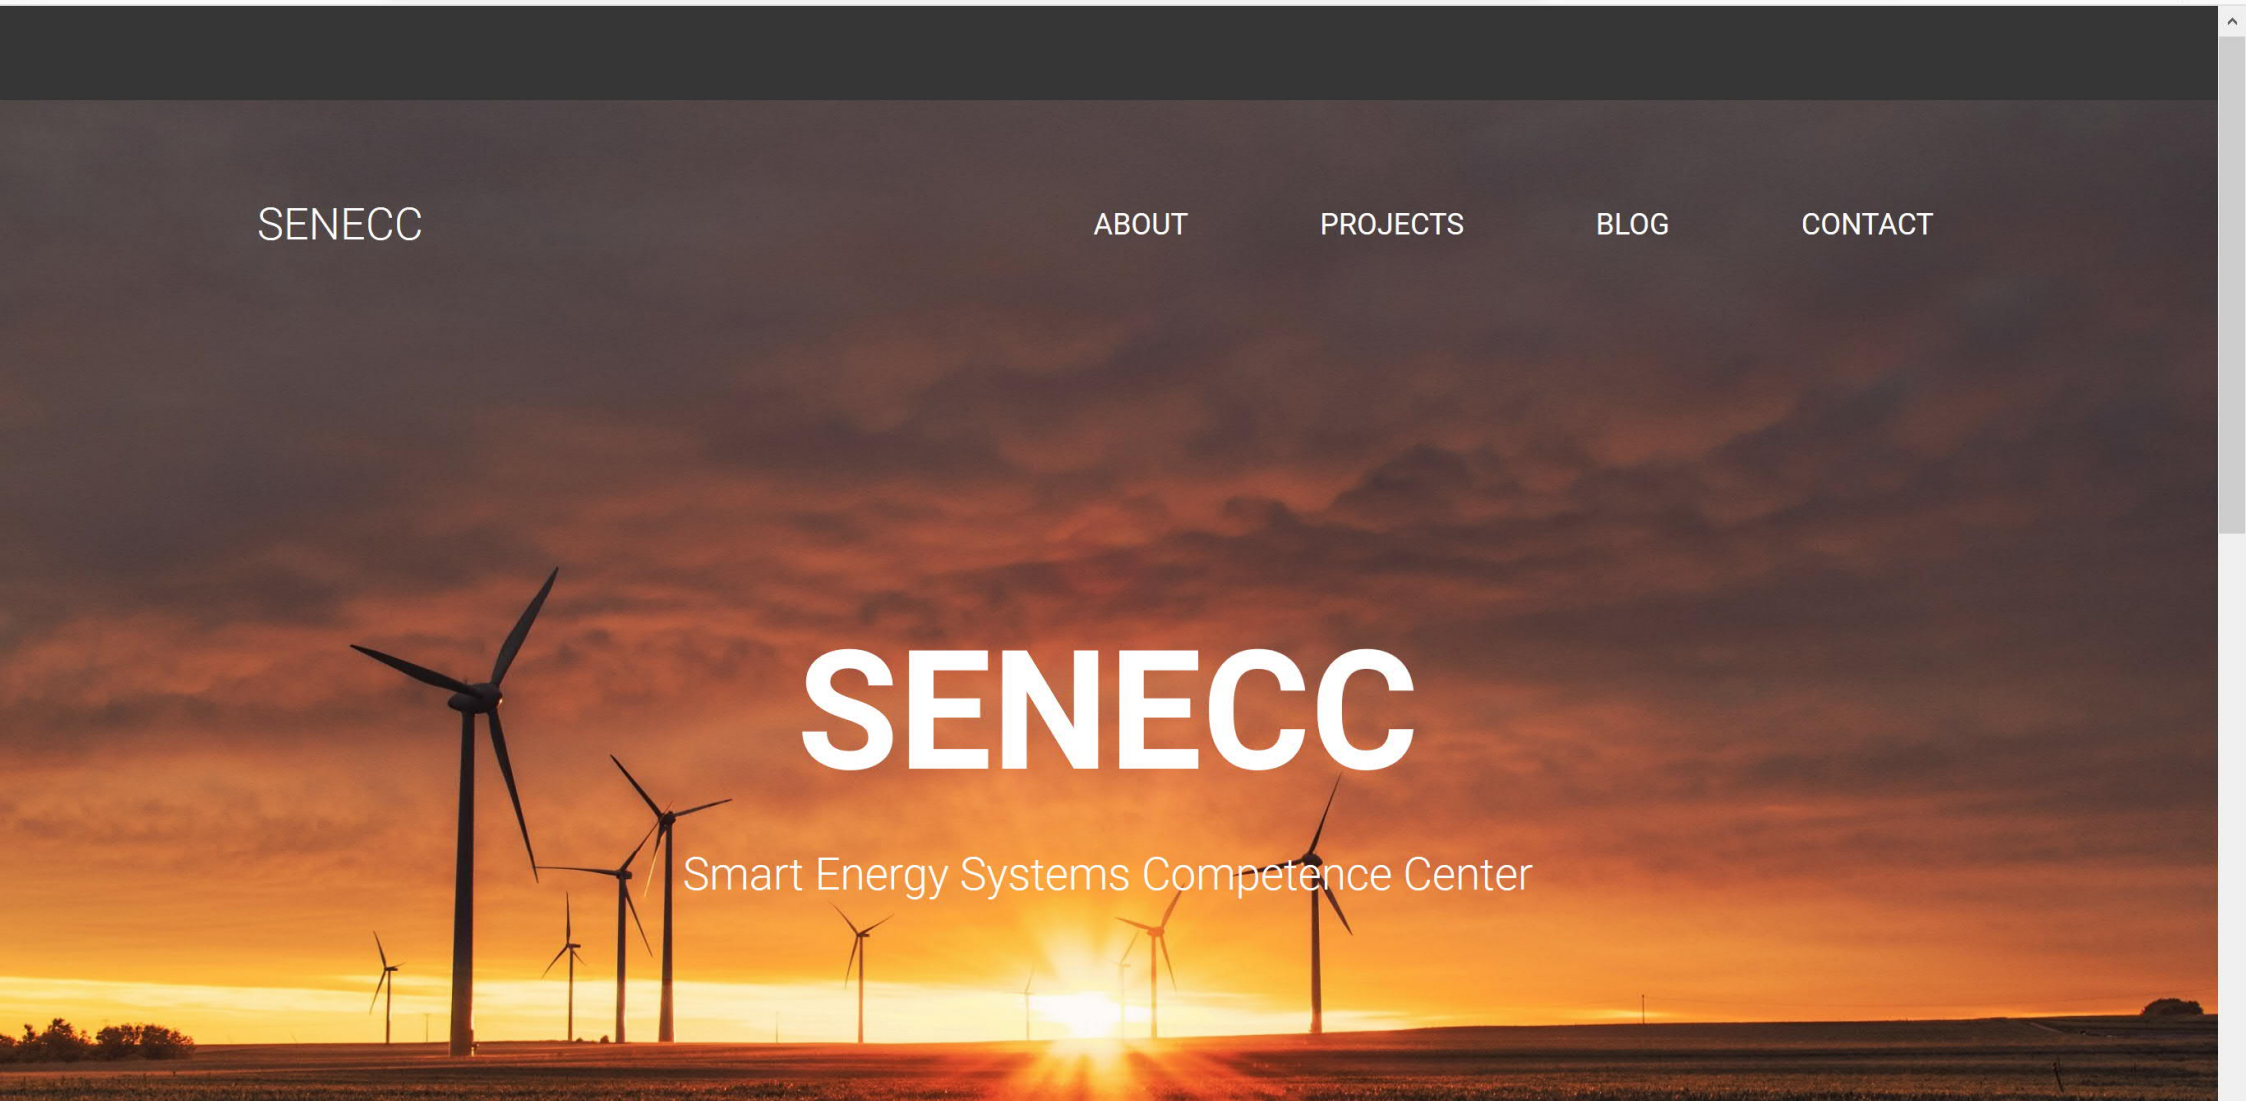 SENECC
ABOUT PROJECTS BLOG CONTACT
SENECC
Smart Energy Systems Competence Center